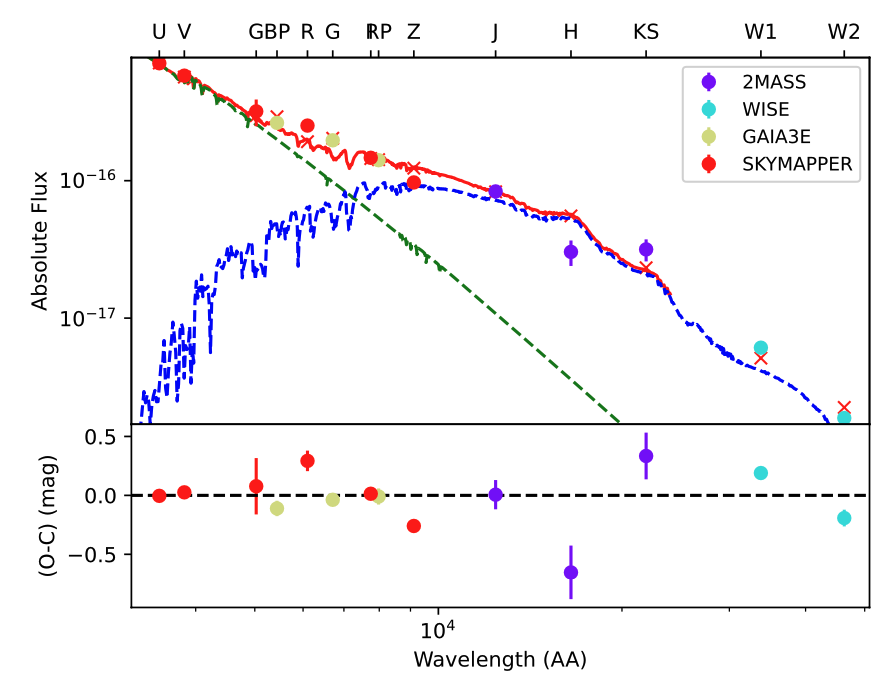 U V G BP R G I RP Z J H KS W1 W2
2MASS
WISE
GAIA3E
SKYMAPPER
Absolute Flux
10⁻¹⁶
10⁻¹⁷
(O-C) (mag)
0.5
0.0
−0.5
10⁴
Wavelength (AA)